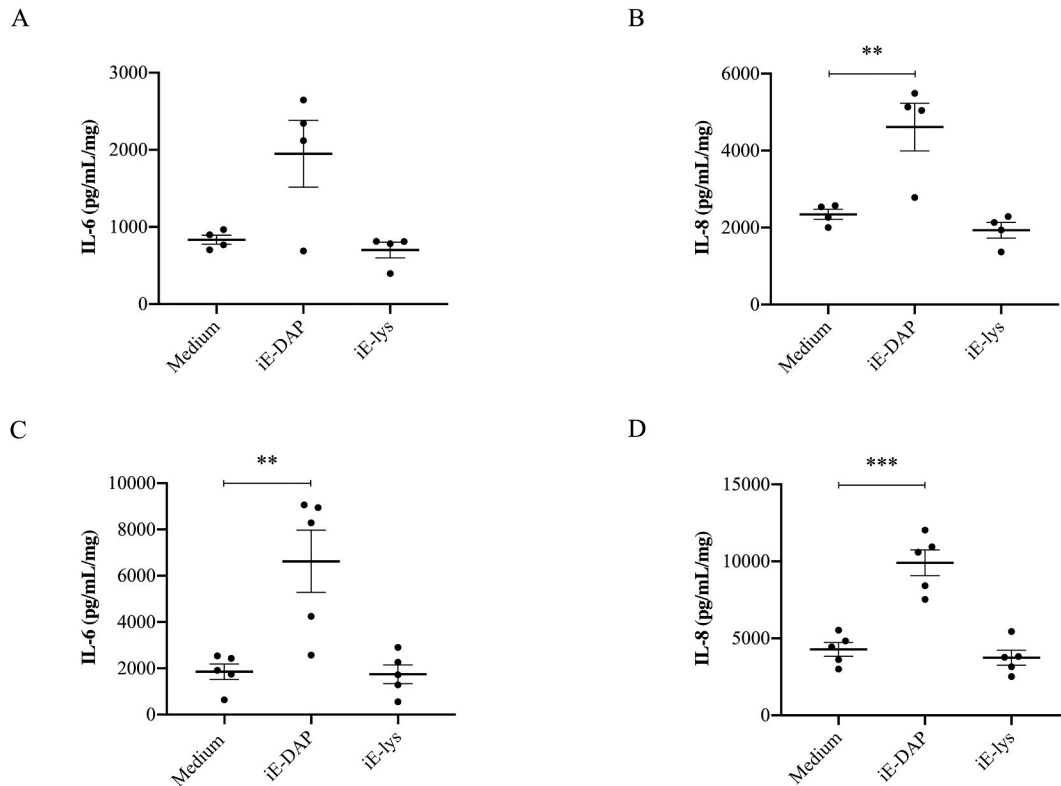 A
IL-6 (pg/mL/mg)
3000
2000
1000
0
Medium
iE-DAP
iE-lys
B
**
IL-8 (pg/mL/mg)
6000
4000
2000
0
Medium
iE-DAP
iE-lys
C
**
IL-6 (pg/mL/mg)
10000
8000
6000
4000
2000
0
Medium
iE-DAP
iE-lys
D
***
IL-8 (pg/mL/mg)
15000
10000
5000
0
Medium
iE-DAP
iE-lys